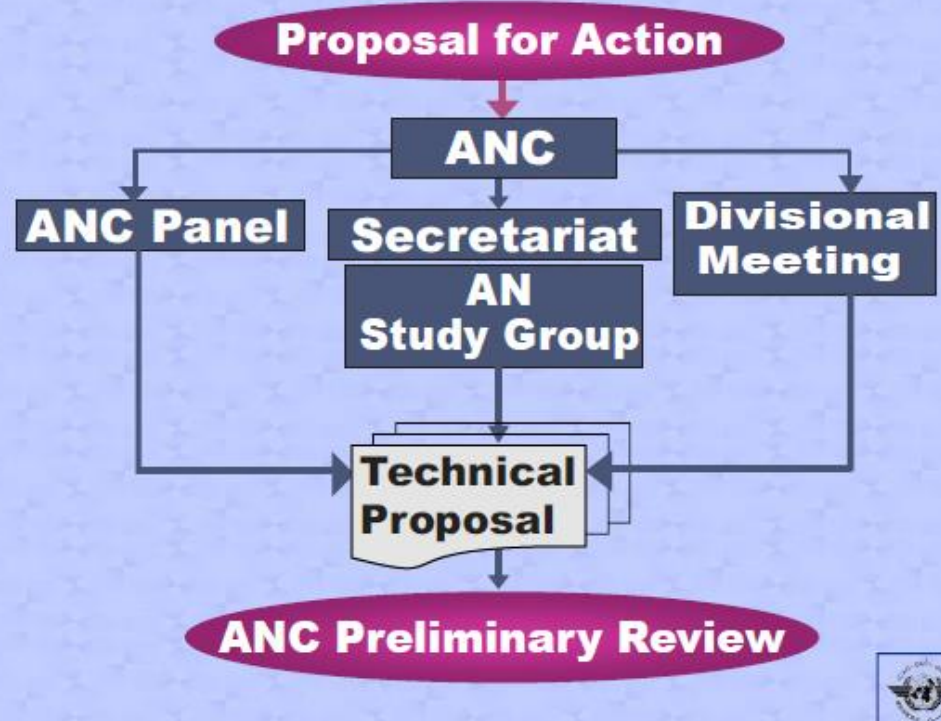 Proposal for Action
ANC
ANC Panel
Secretariat
Divisional
Meeting
AN
Study Group
Technical
Proposal
ANC Preliminary Review